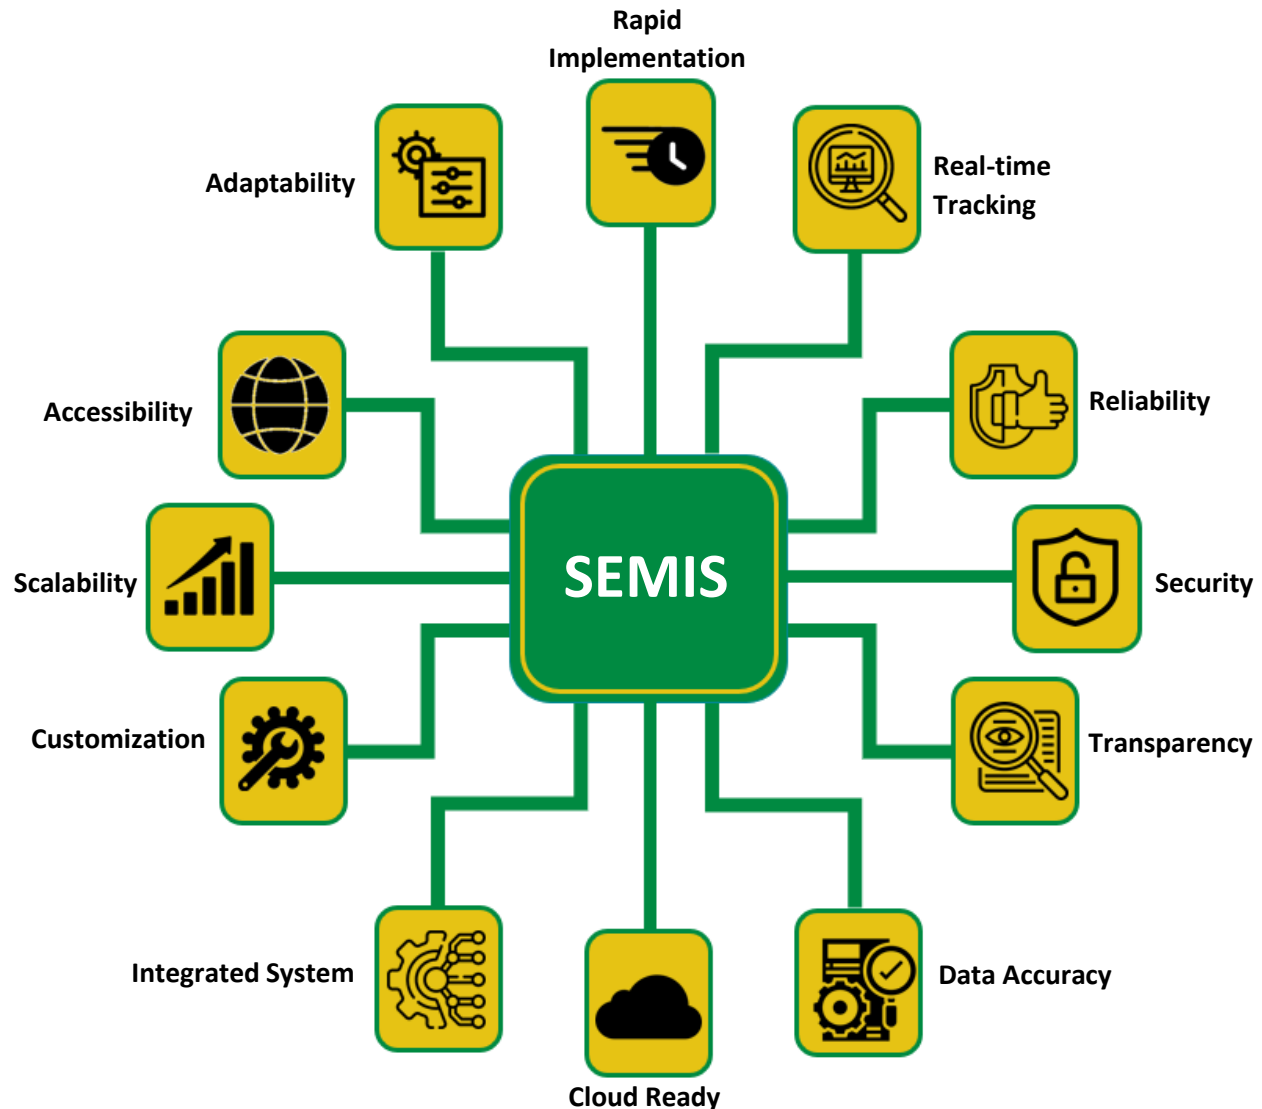 Rapid
Implementation
Adaptability
Real-time
Tracking
Accessibility
Reliability
SEMIS
Scalability
Security
Customization
Transparency
Integrated System
Data Accuracy
Cloud Ready